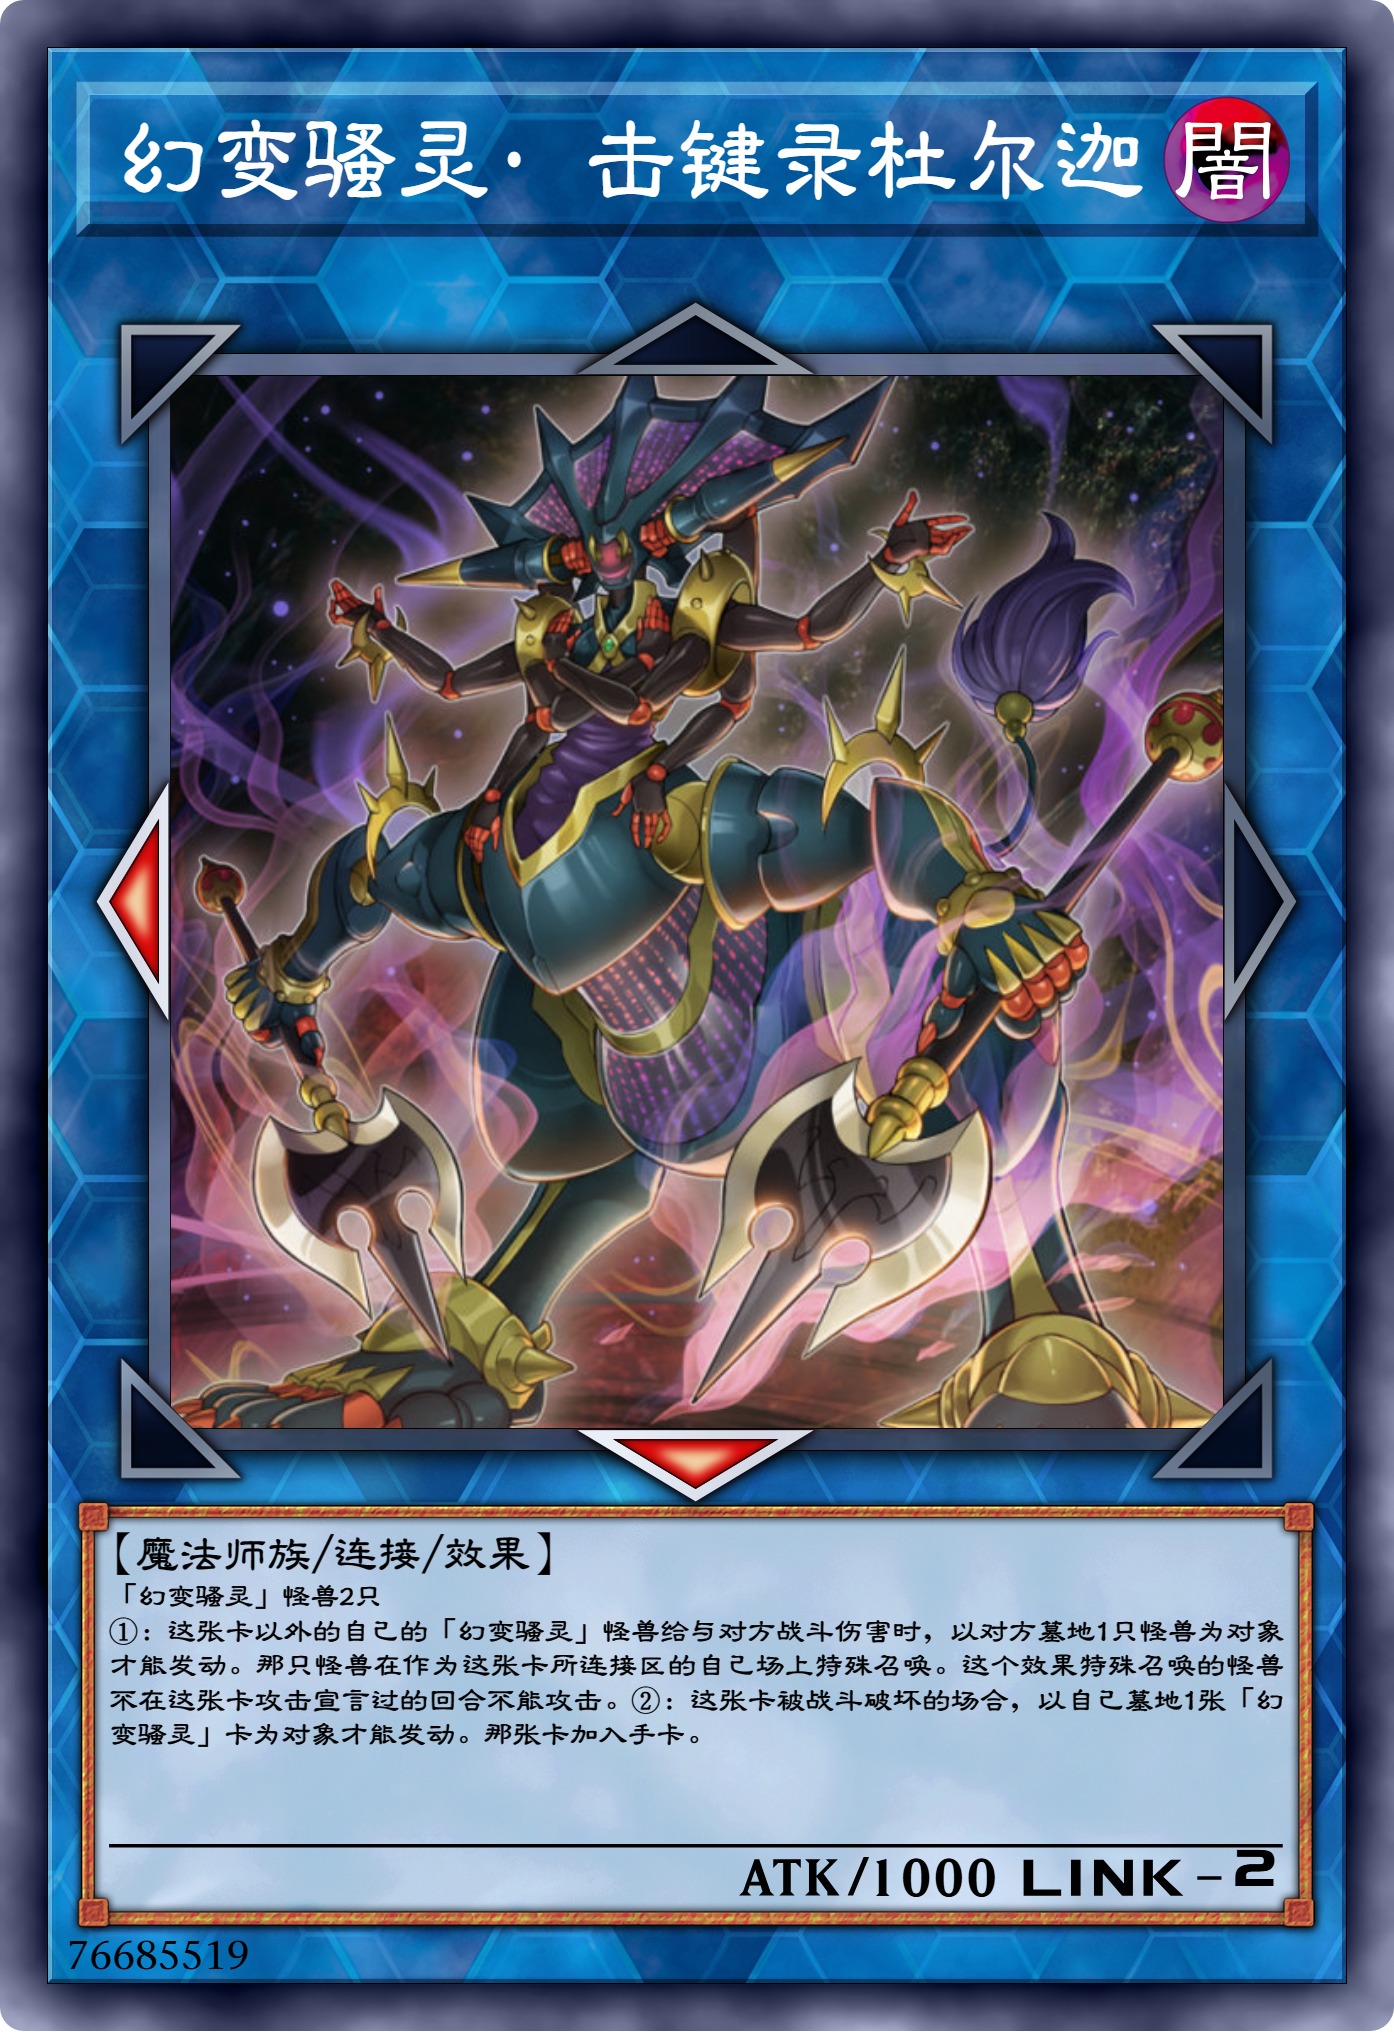 幻变骚灵·击键录杜尔迦 闇
【魔法师族/连接/效果】
「幻变骚灵」怪兽2只
①：这张卡以外的自己的「幻变骚灵」怪兽给与对方战斗伤害时，以对方墓地1只怪兽为对象
才能发动。那只怪兽在作为这张卡所连接区的自己场上特殊召唤。这个效果特殊召唤的怪兽
不在这张卡攻击宣言过的回合不能攻击。②：这张卡被战斗破坏的场合，以自己墓地1张「幻
变骚灵」卡为对象才能发动。那张卡加入手卡。
ATK/1000 LINK-2
76685519